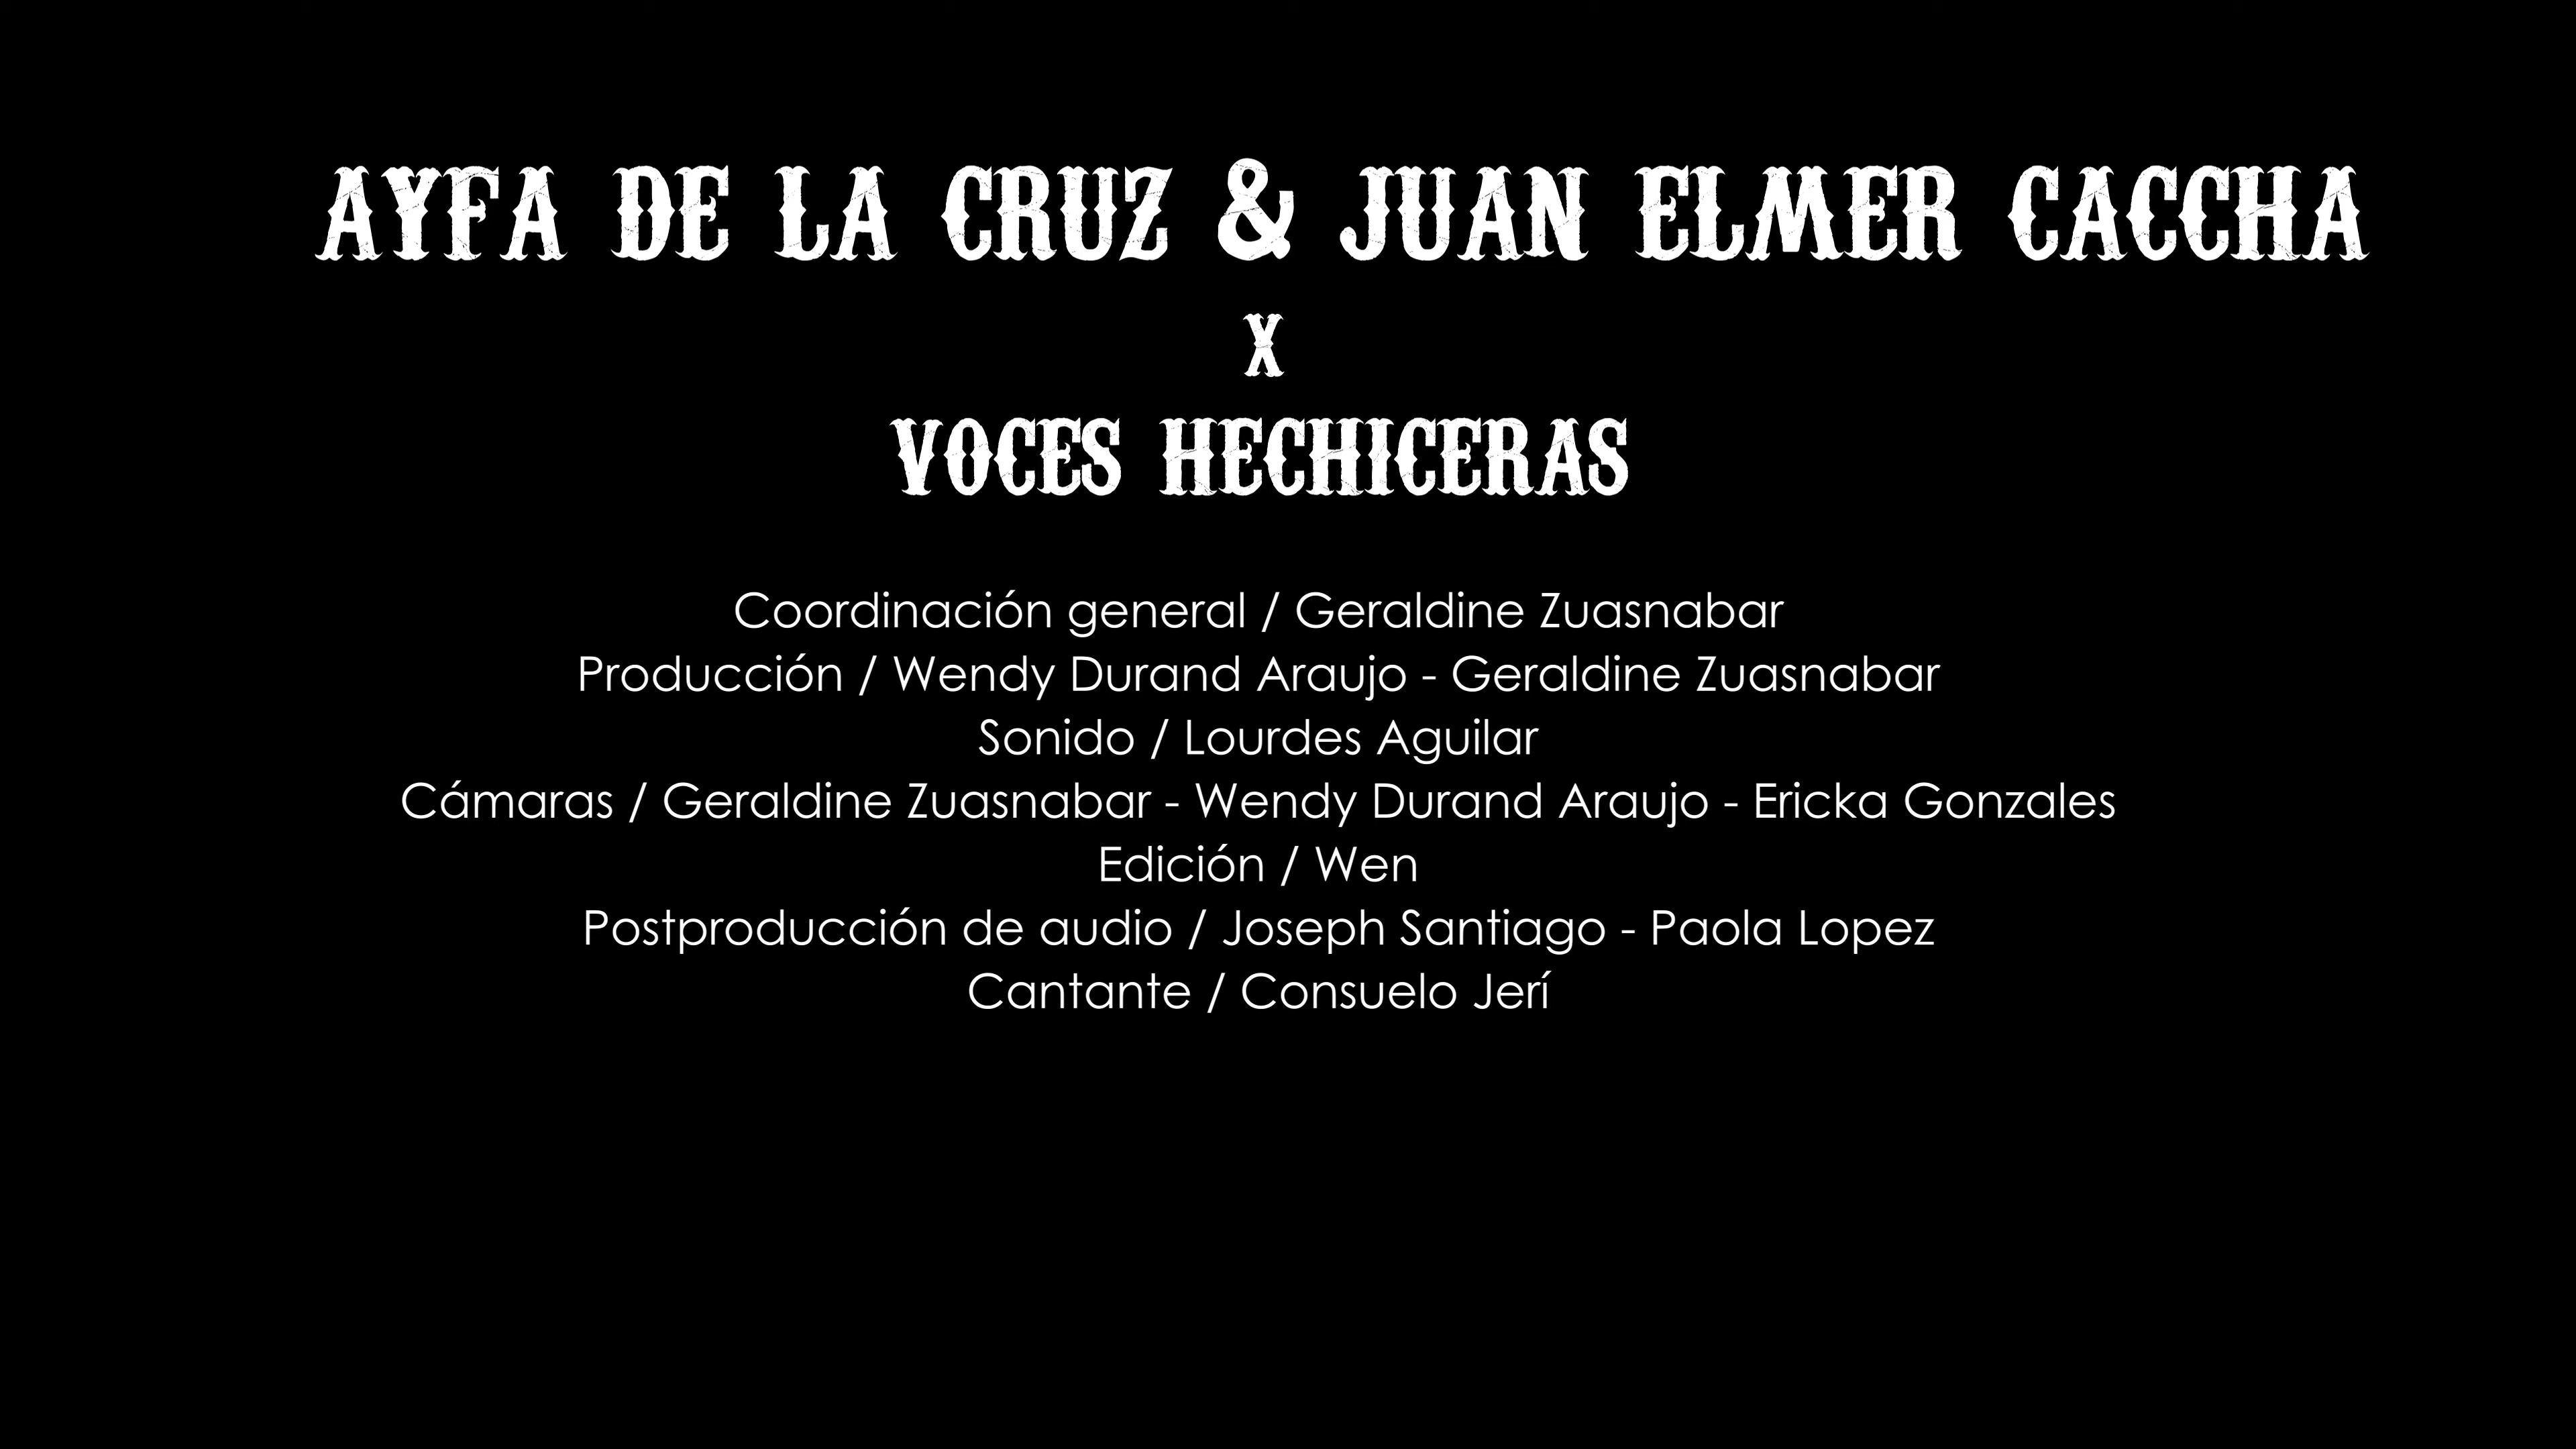 AYFA DE LA CRUZ & JUAN ELMER CACCHA
X
VOCES HECHICERAS
Coordinación general / Geraldine Zuasnabar
Producción / Wendy Durand Araujo - Geraldine Zuasnabar
Sonido / Lourdes Aguilar
Cámaras / Geraldine Zuasnabar - Wendy Durand Araujo - Ericka Gonzales
Edición / Wen
Postproducción de audio / Joseph Santiago - Paola Lopez
Cantante / Consuelo Jerí